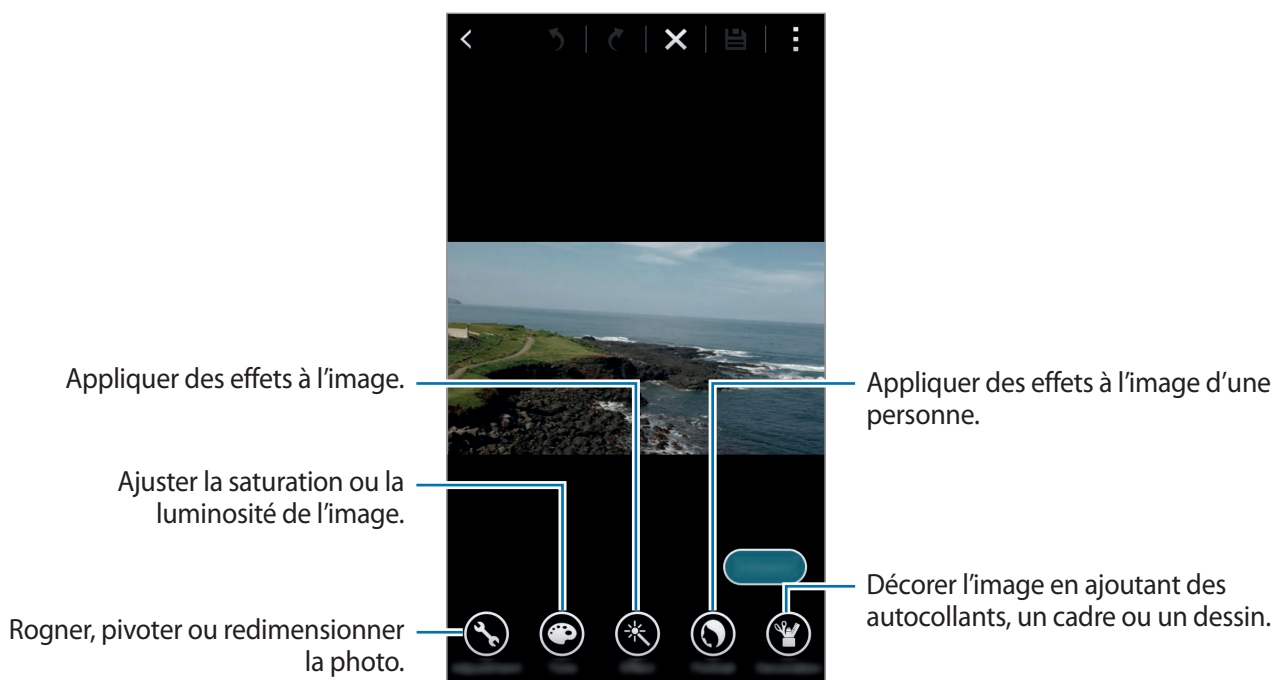 Appliquer des effets à l'image.
Ajuster la saturation ou la
luminosité de l'image.
Rogner, pivoter ou redimensionner
la photo.
Appliquer des effets à l'image d'une
personne.
Décorer l'image en ajoutant des
autocollants, un cadre ou un dessin.